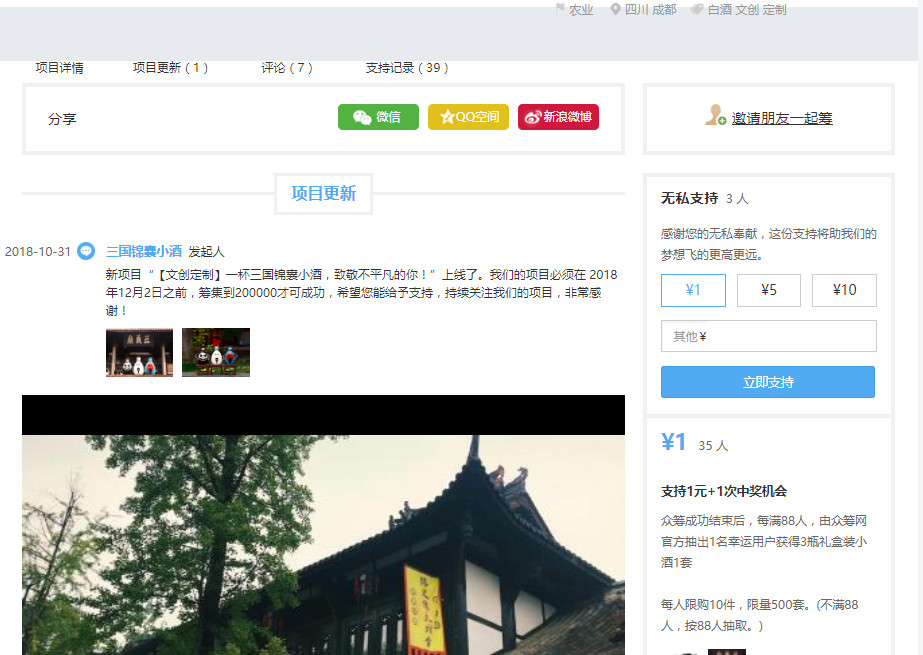 农业 四川 成都 白酒 文创 定制
项目详情 项目更新（1） 评论（7） 支持记录（39）
分享 微信 QQ空间 新浪微博
邀请朋友一起筹
项目更新
2018-10-31 三国锦囊小酒 发起人
新项目“【文创定制】一杯三国锦囊小酒，致敬不平凡的你！”上线了。我们的项目必须在 2018
年12月2日之前，筹集到200000才可成功，希望您能给予支持，持续关注我们的项目，非常感
谢！
无私支持 3 人
感谢您的无私奉献，这份支持将助我们的
梦想飞的更高更远。
¥1 ¥5 ¥10
其他 ¥
立即支持
¥1 35 人
支持1元+1次中奖机会
众筹成功结束后，每满88人，由众筹网
官方抽出1名幸运用户获得3瓶礼盒装小
酒1套
每人限购10件，限量500套。(不满88
人，按88人抽取。)